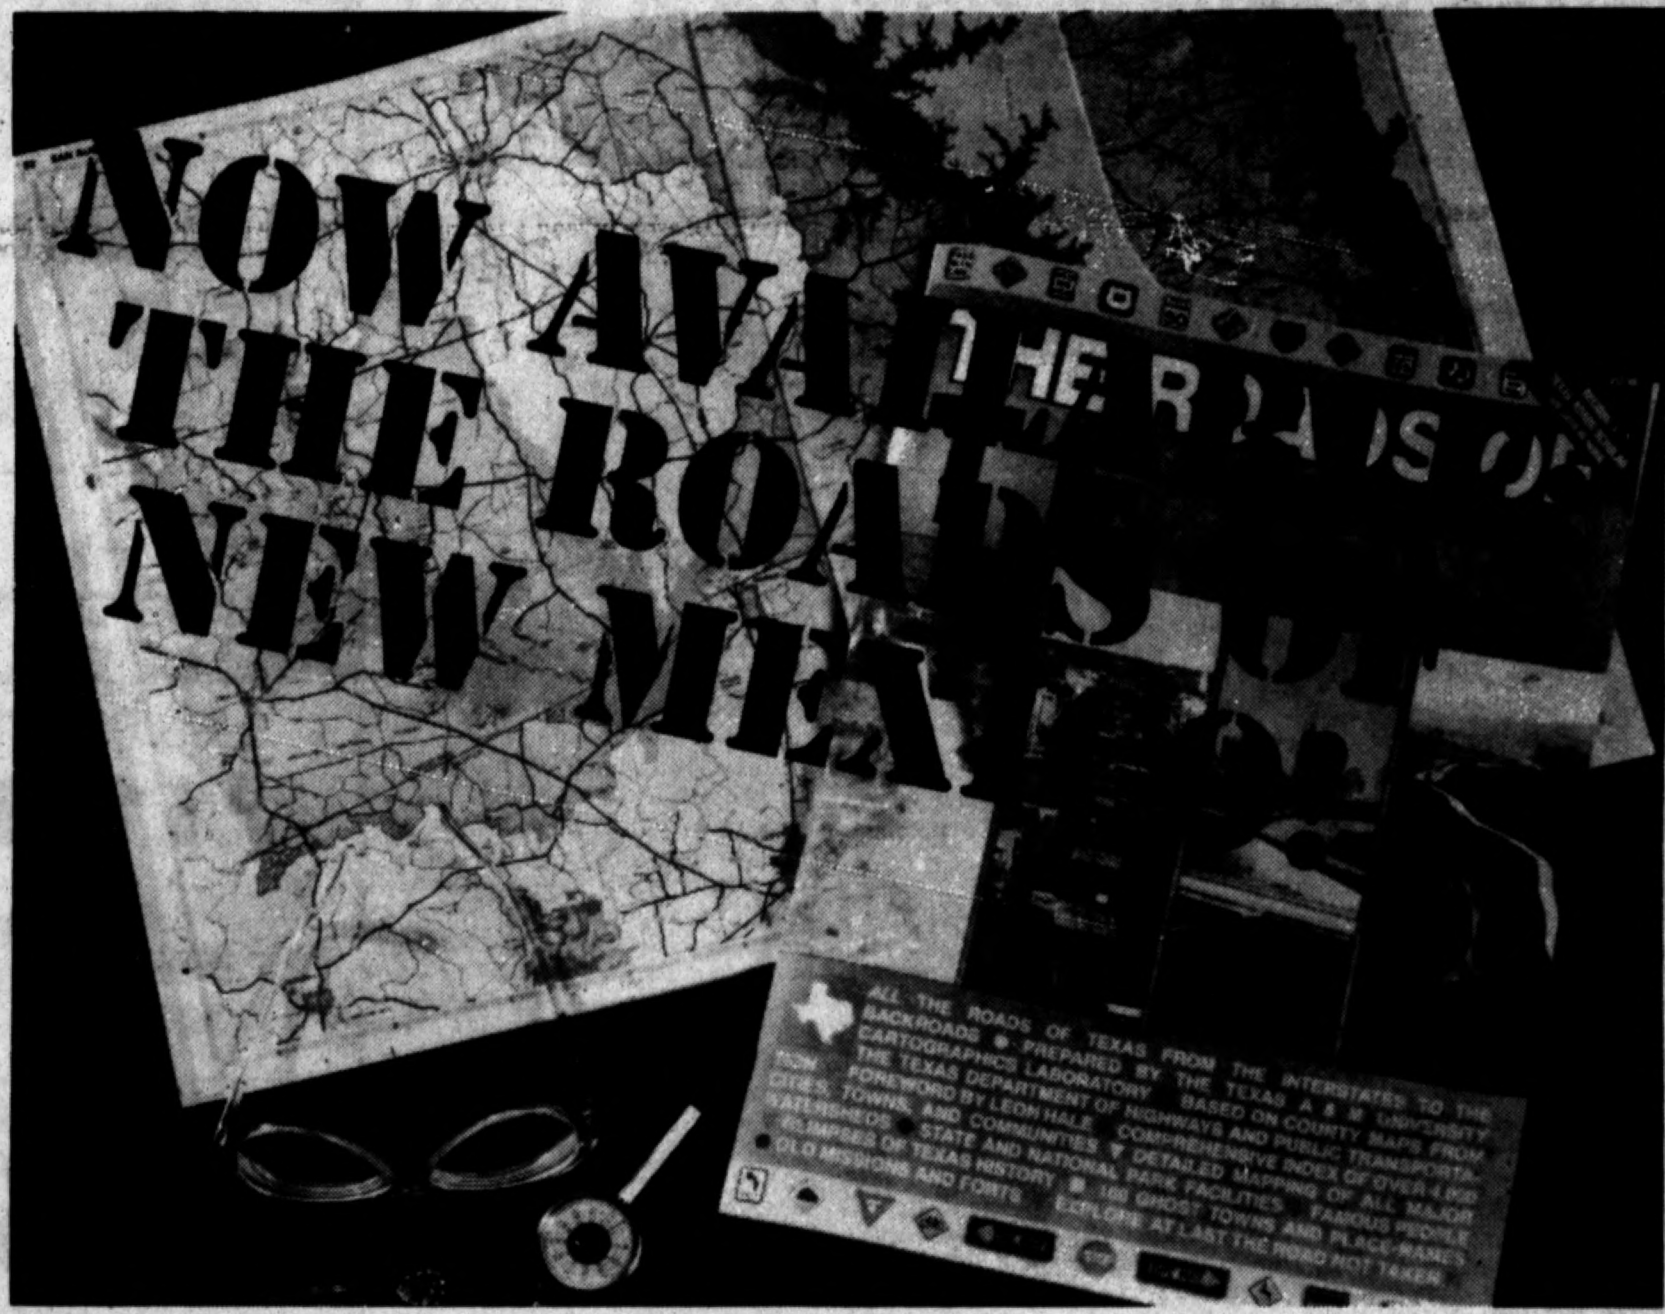 NOW AVAIL
THE ROADS OF
NEW MEX
THE ROADS OF
ALL THE ROADS OF TEXAS FROM THE INTERSTATES TO THE
BACKROADS • PREPARED BY THE TEXAS A & M UNIVERSITY
CARTOGRAPHICS LABORATORY BASED ON COUNTY MAPS FROM
THE TEXAS DEPARTMENT OF HIGHWAYS AND PUBLIC TRANSPORTA-
TION FOREWORD BY LEON HALE COMPREHENSIVE INDEX OF OVER
CITIES, TOWNS, AND COMMUNITIES ▼ DETAILED MAPPING OF ALL MAJOR
WATERSHEDS STATE AND NATIONAL PARK FACILITIES FAMOUS PEOPLE
GLIMPSES OF TEXAS HISTORY GHOST TOWNS AND PLACE-NAMES
OLD MISSIONS AND FORTS EXPLORE AT LAST THE ROAD NOT TAKEN